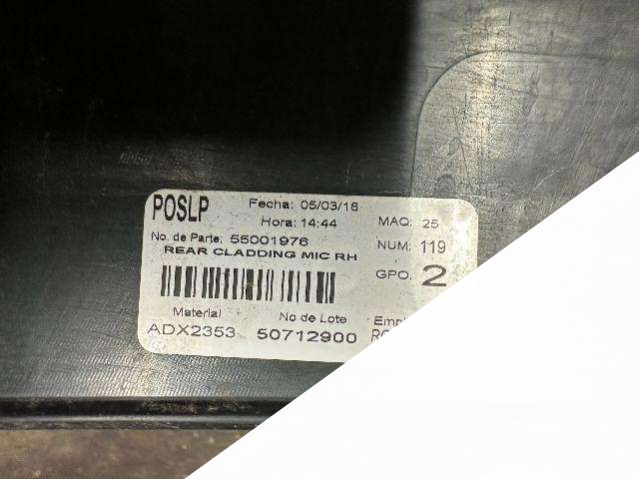 POSLP
Fecha: 05/03/18
Hora: 14:44
MAQ: 25
No. de Parte: 55001976
NUM: 119
REAR CLADDING MIC RH
GPO. 2
Material
No de Lote
ADX2353
50712900